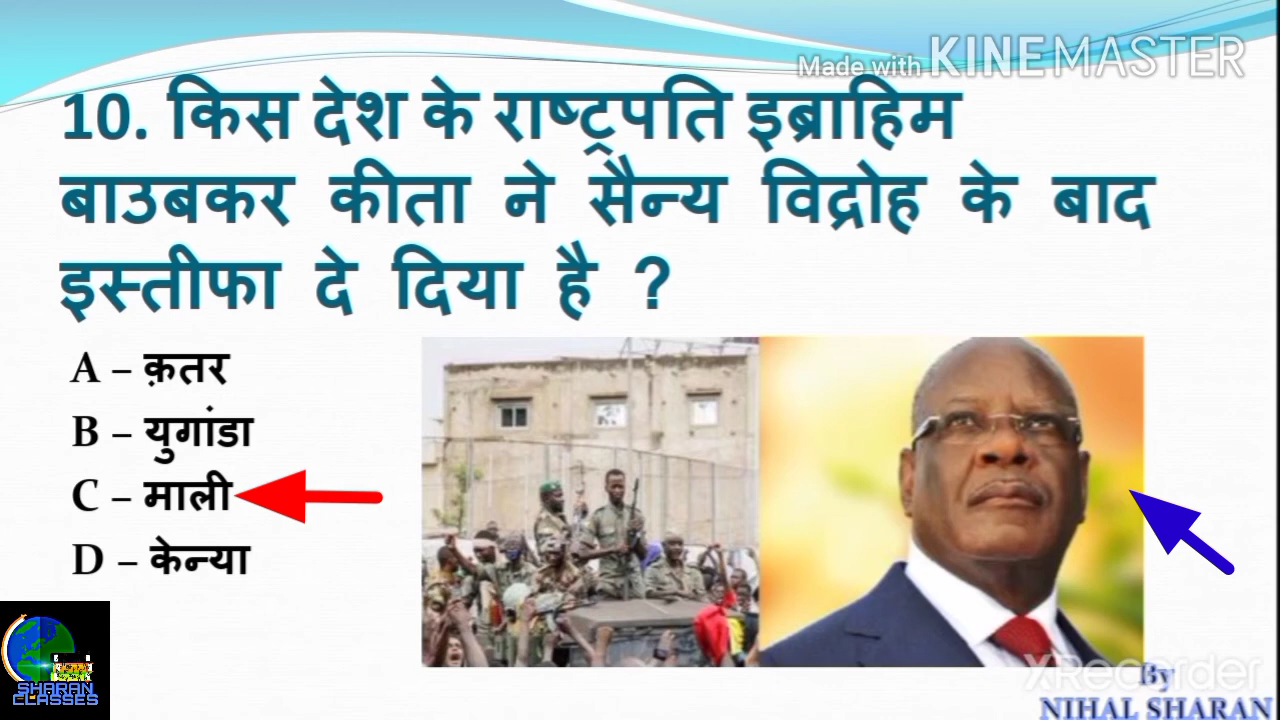 Made with KINEMASTER
10. किस देश के राष्ट्रपति इब्राहिम
बाउबकर कीता ने सैन्य विद्रोह के बाद
इस्तीफा दे दिया है ?
A – क़तर
B – युगांडा
C – माली
D – केन्या
SHARAN
CLASSES
XRecorder
By
NIHAL SHARAN